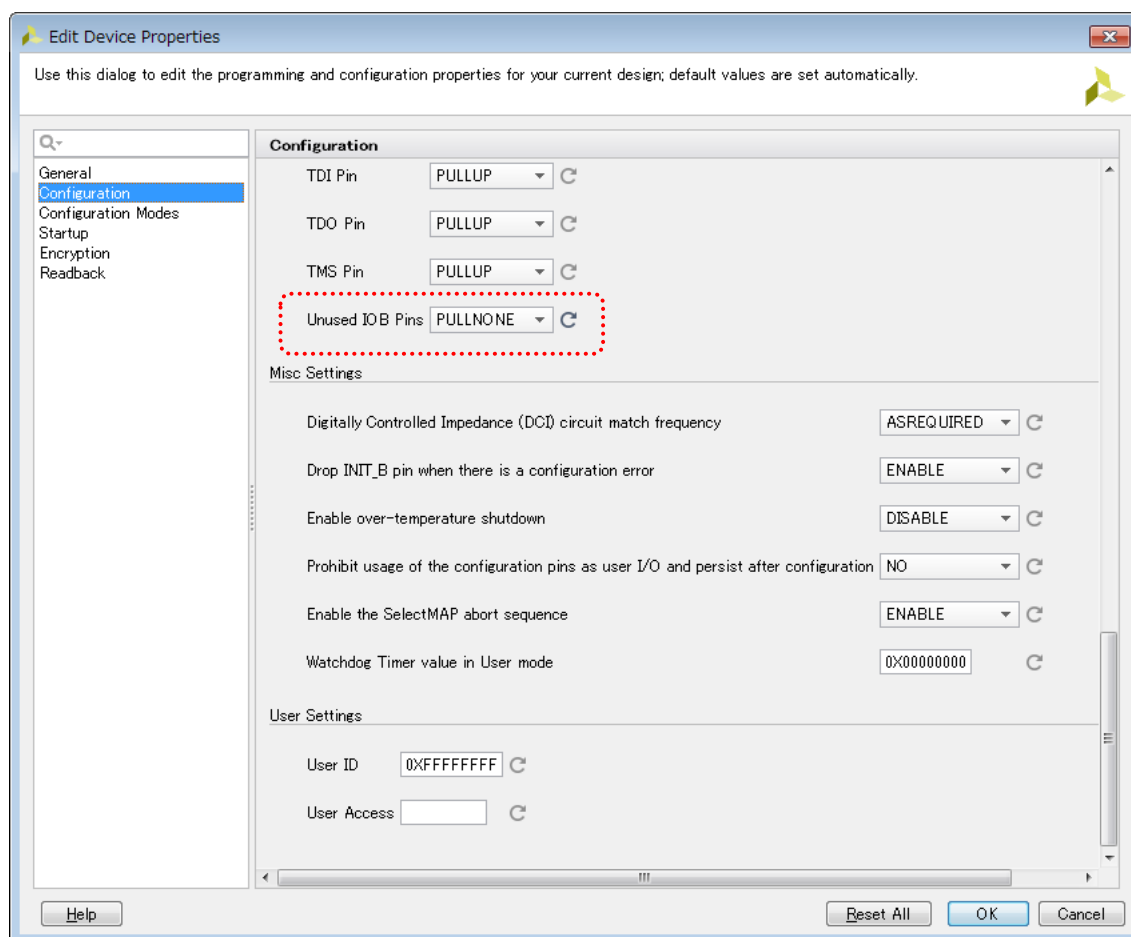 Edit Device Properties
Use this dialog to edit the programming and configuration properties for your current design; default values are set automatically.
General
Configuration
Configuration Modes
Startup
Encryption
Readback
Configuration
TDI Pin PULLUP
TDO Pin PULLUP
TMS Pin PULLUP
Unused IOB Pins PULLNONE
Misc Settings
Digitally Controlled Impedance (DCI) circuit match frequency ASREQUIRED
Drop INIT_B pin when there is a configuration error ENABLE
Enable over-temperature shutdown DISABLE
Prohibit usage of the configuration pins as user I/O and persist after configuration NO
Enable the SelectMAP abort sequence ENABLE
Watchdog Timer value in User mode 0X00000000
User Settings
User ID 0XFFFFFFFF
User Access
Help Reset All OK Cancel